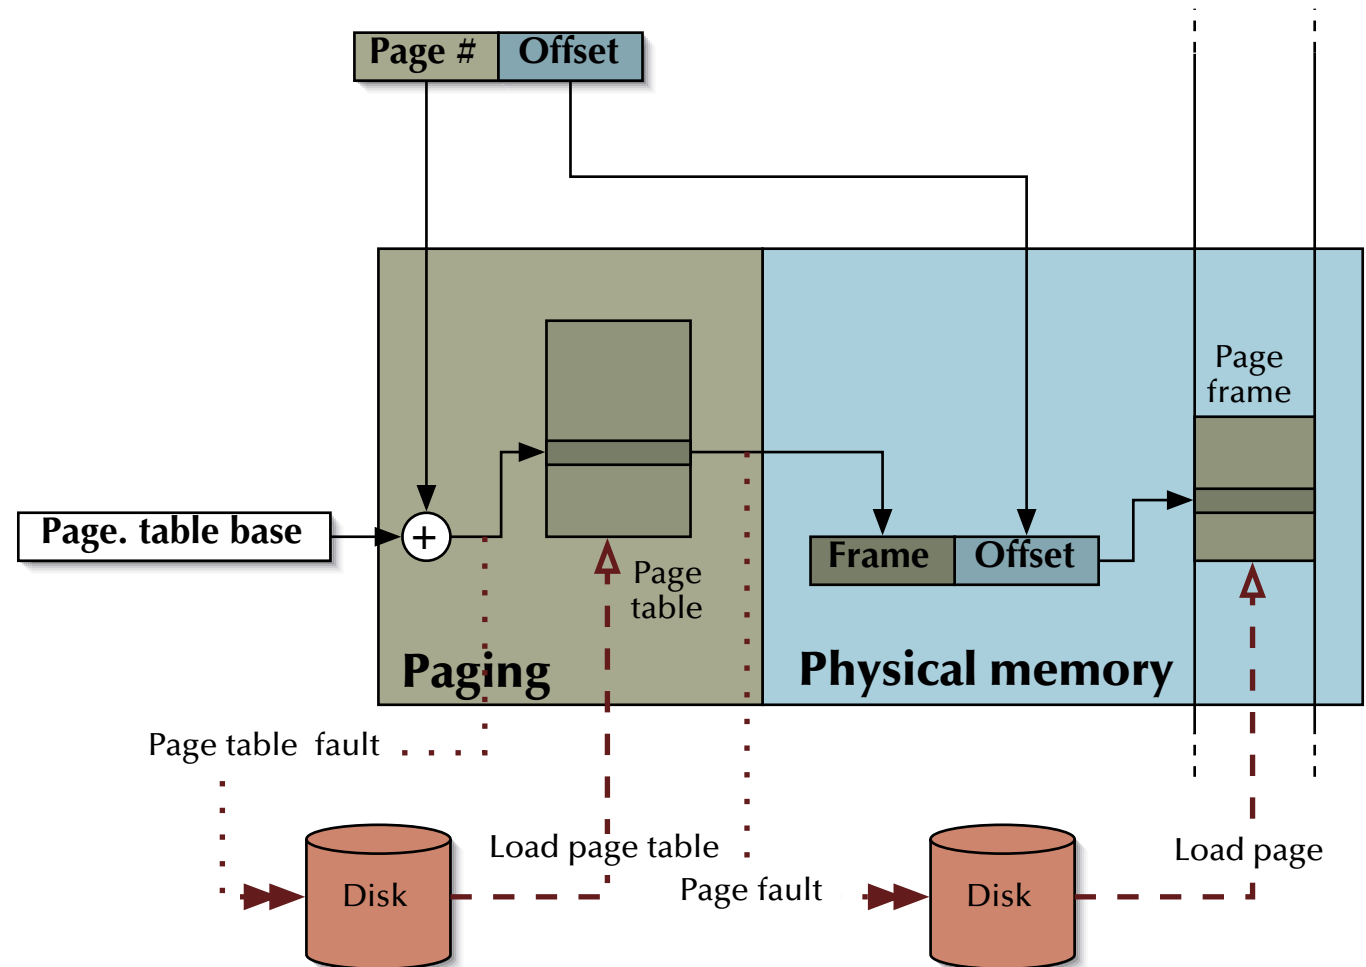 Page # Offset
Page
frame
Page. table base
+
Frame Offset
Page
table
Paging
Physical memory
Page table fault
Load page table
Load page
Page fault
Disk
Disk